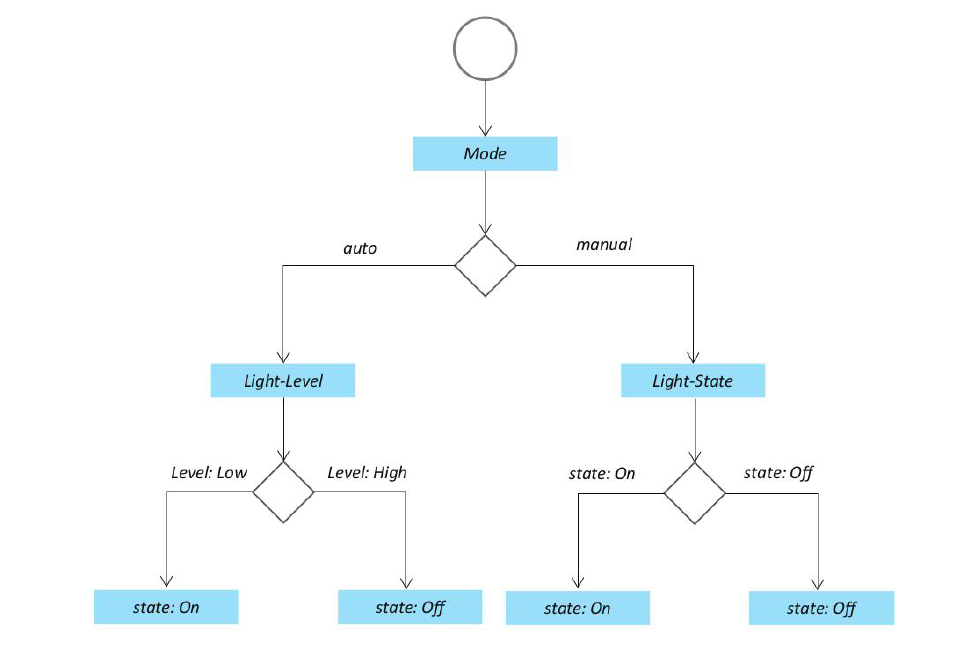 Mode
auto
manual
Light-Level
Light-State
Level: Low
Level: High
state: On
state: Off
state: On
state: Off
state: On
state: Off